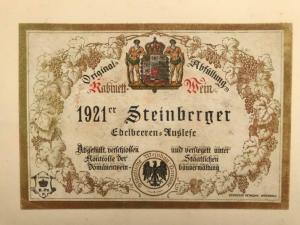 Original-Abfüllung
Kabinett-Wein
1921er Steinberger
Edelbeeren-Auslese
Abgefüllt, verschlossen und versiegelt unter
Kontrolle der Staatlichen
Domänenwein- bauverwaltung